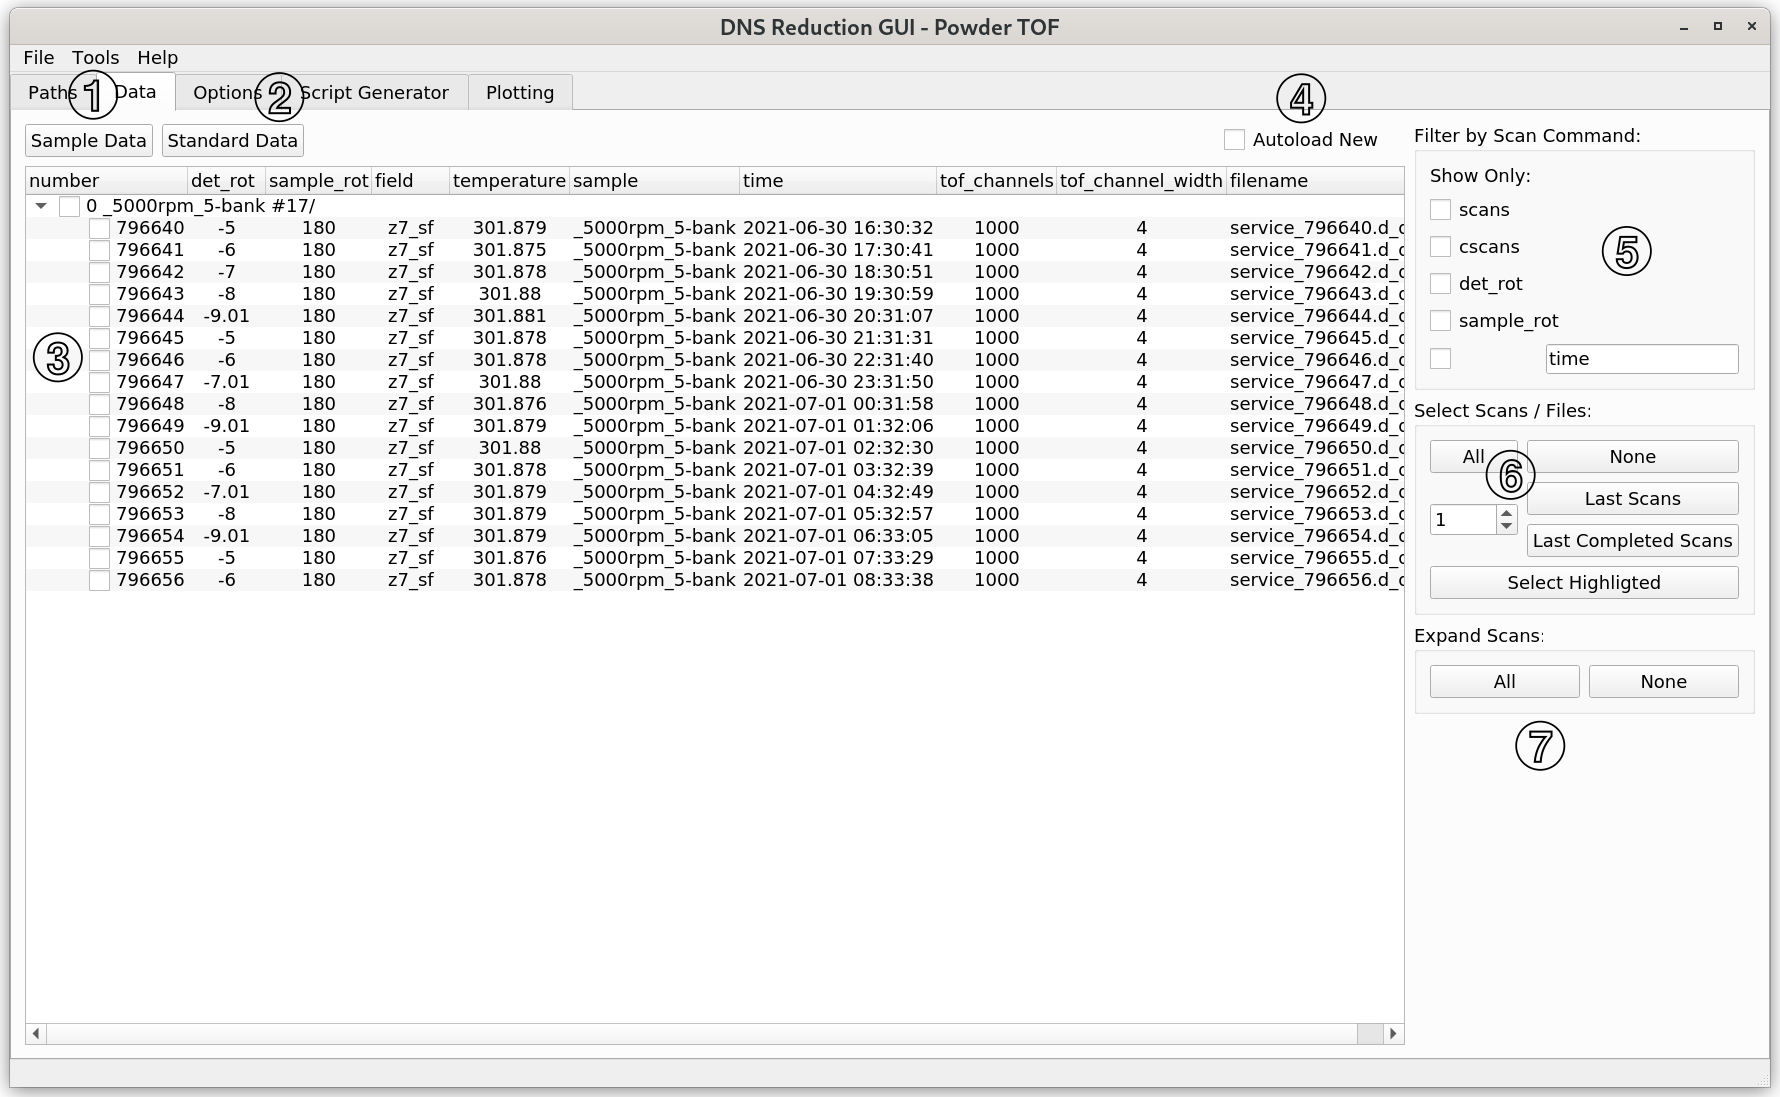 DNS Reduction GUI - Powder TOF
File Tools Help
Paths 1 Data Options 2 Script Generator Plotting
4
Sample Data Standard Data Autoload New Filter by Scan Command:
number det_rot sample_rot field temperature sample time tof_channels tof_channel_width filename
Show Only:
0 _5000rpm_5-bank #17/
scans
cscans
det_rot
sample_rot
time
5
796640 -5 180 z7_sf 301.879 _5000rpm_5-bank 2021-06-30 16:30:32 1000 4 service_796640.d_d
796641 -6 180 z7_sf 301.875 _5000rpm_5-bank 2021-06-30 17:30:41 1000 4 service_796641.d_d
796642 -7 180 z7_sf 301.878 _5000rpm_5-bank 2021-06-30 18:30:51 1000 4 service_796642.d_d
796643 -8 180 z7_sf 301.88 _5000rpm_5-bank 2021-06-30 19:30:59 1000 4 service_796643.d_d
796644 -9.01 180 z7_sf 301.881 _5000rpm_5-bank 2021-06-30 20:31:07 1000 4 service_796644.d_d
796645 -5 180 z7_sf 301.878 _5000rpm_5-bank 2021-06-30 21:31:31 1000 4 service_796645.d_d
3
796646 -6 180 z7_sf 301.878 _5000rpm_5-bank 2021-06-30 22:31:40 1000 4 service_796646.d_d
796647 -7.01 180 z7_sf 301.88 _5000rpm_5-bank 2021-06-30 23:31:50 1000 4 service_796647.d_d
796648 -8 180 z7_sf 301.876 _5000rpm_5-bank 2021-07-01 00:31:58 1000 4 service_796648.d_d
796649 -9.01 180 z7_sf 301.879 _5000rpm_5-bank 2021-07-01 01:32:06 1000 4 service_796649.d_d
796650 -5 180 z7_sf 301.88 _5000rpm_5-bank 2021-07-01 02:32:30 1000 4 service_796650.d_d
796651 -6 180 z7_sf 301.878 _5000rpm_5-bank 2021-07-01 03:32:39 1000 4 service_796651.d_d
796652 -7.01 180 z7_sf 301.879 _5000rpm_5-bank 2021-07-01 04:32:49 1000 4 service_796652.d_d
796653 -8 180 z7_sf 301.879 _5000rpm_5-bank 2021-07-01 05:32:57 1000 4 service_796653.d_d
796654 -9.01 180 z7_sf 301.879 _5000rpm_5-bank 2021-07-01 06:33:05 1000 4 service_796654.d_d
796655 -5 180 z7_sf 301.876 _5000rpm_5-bank 2021-07-01 07:33:29 1000 4 service_796655.d_d
796656 -6 180 z7_sf 301.878 _5000rpm_5-bank 2021-07-01 08:33:38 1000 4 service_796656.d_d
Select Scans / Files:
All 6 None
Last Scans
1
Last Completed Scans
Select Highligted
Expand Scans:
All None
7